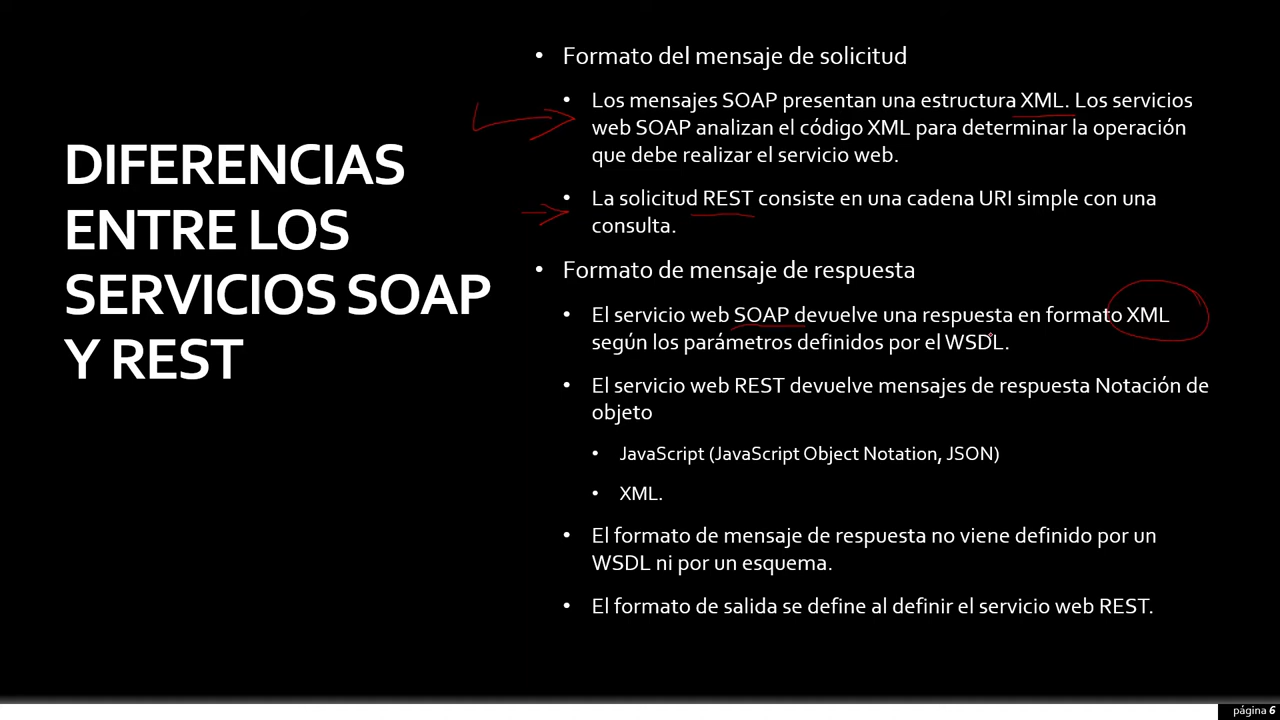 DIFERENCIAS
ENTRE LOS
SERVICIOS SOAP
Y REST
• Formato del mensaje de solicitud
• Los mensajes SOAP presentan una estructura XML. Los servicios
web SOAP analizan el código XML para determinar la operación
que debe realizar el servicio web.
• La solicitud REST consiste en una cadena URI simple con una
consulta.
• Formato de mensaje de respuesta
• El servicio web SOAP devuelve una respuesta en formato XML
según los parámetros definidos por el WSDL.
• El servicio web REST devuelve mensajes de respuesta Notación de
objeto
• JavaScript (JavaScript Object Notation, JSON)
• XML.
• El formato de mensaje de respuesta no viene definido por un
WSDL ni por un esquema.
• El formato de salida se define al definir el servicio web REST.
página 6